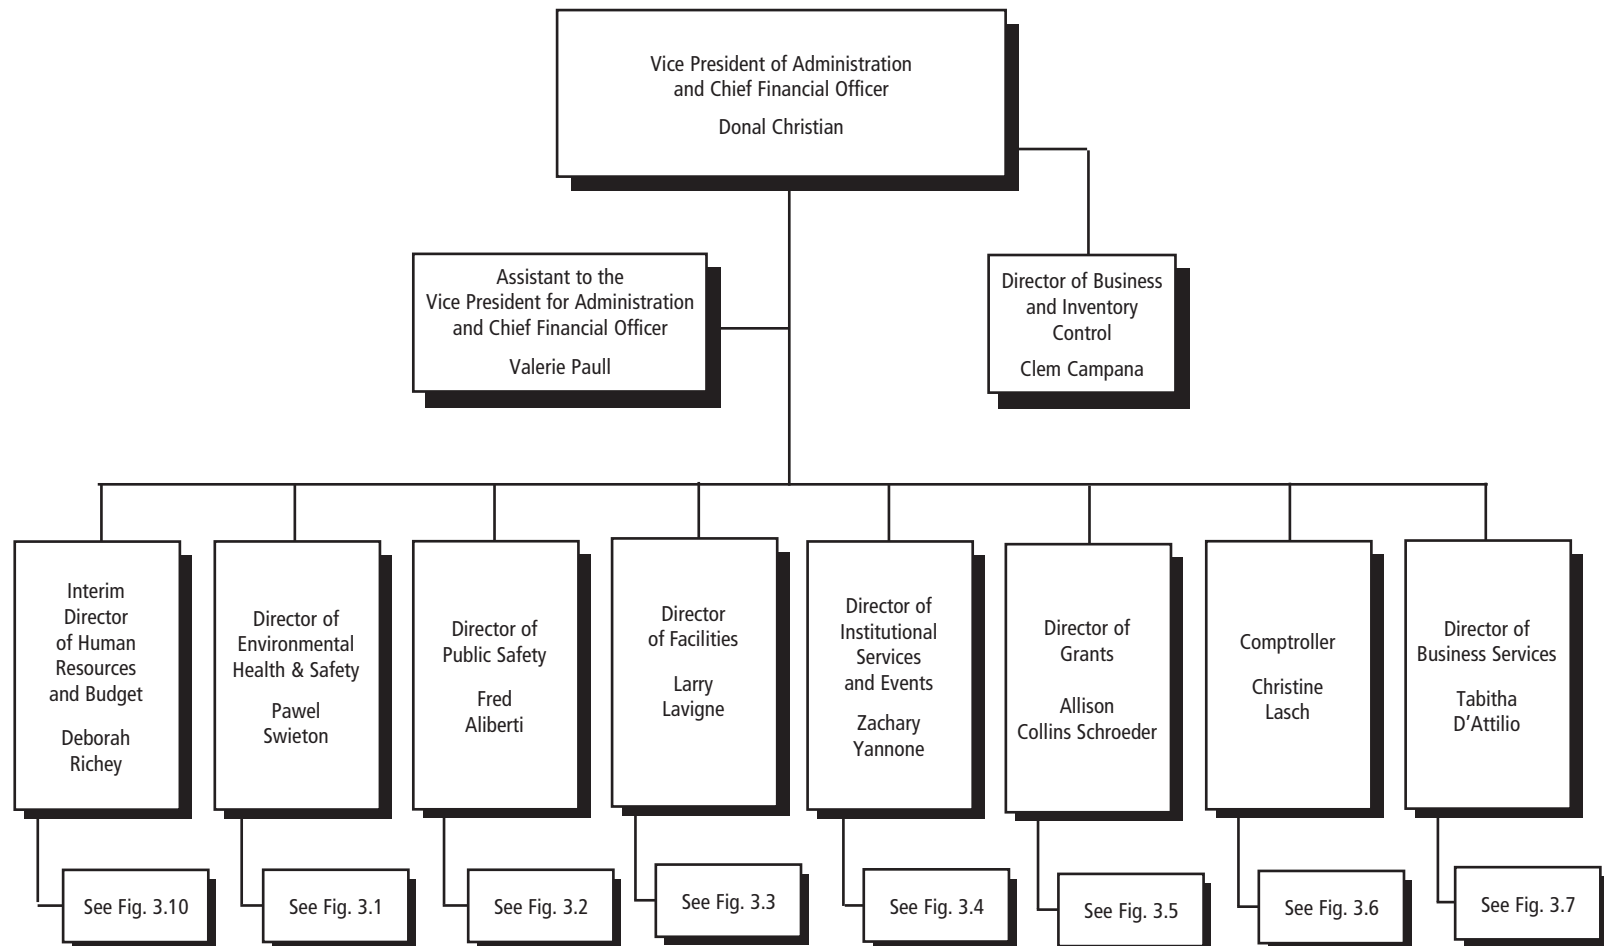 Vice President of Administration
and Chief Financial Officer
Donal Christian
Assistant to the
Vice President for Administration
and Chief Financial Officer
Valerie Paull
Director of Business
and Inventory
Control
Clem Campana
Interim
Director
of Human
Resources
and Budget
Deborah
Richey
Director of
Environmental
Health & Safety
Pawel
Swieton
Director of
Public Safety
Fred
Aliberti
Director
of Facilities
Larry
Lavigne
Director of
Institutional
Services
and Events
Zachary
Yannone
Director of
Grants
Allison
Collins Schroeder
Comptroller
Christine
Lasch
Director of
Business Services
Tabitha
D’Attilio
See Fig. 3.10
See Fig. 3.1
See Fig. 3.2
See Fig. 3.3
See Fig. 3.4
See Fig. 3.5
See Fig. 3.6
See Fig. 3.7